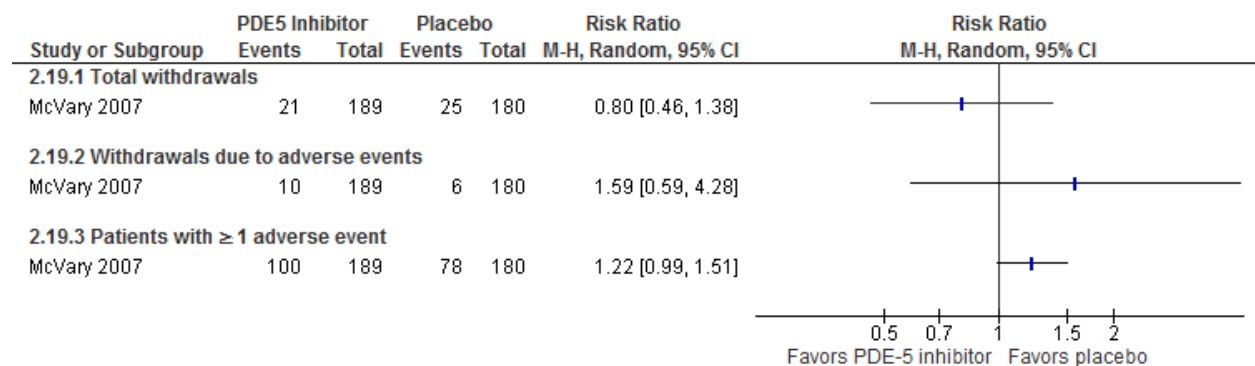 PDE5 Inhibitor Placebo Risk Ratio Risk Ratio
Study or Subgroup Events Total Events Total M-H, Random, 95% CI M-H, Random, 95% CI
2.19.1 Total withdrawals
McVary 2007 21 189 25 180 0.80 [0.46, 1.38]
2.19.2 Withdrawals due to adverse events
McVary 2007 10 189 6 180 1.59 [0.59, 4.28]
2.19.3 Patients with ≥ 1 adverse event
McVary 2007 100 189 78 180 1.22 [0.99, 1.51]
0.5 0.7 1 1.5 2
Favors PDE-5 inhibitor Favors placebo